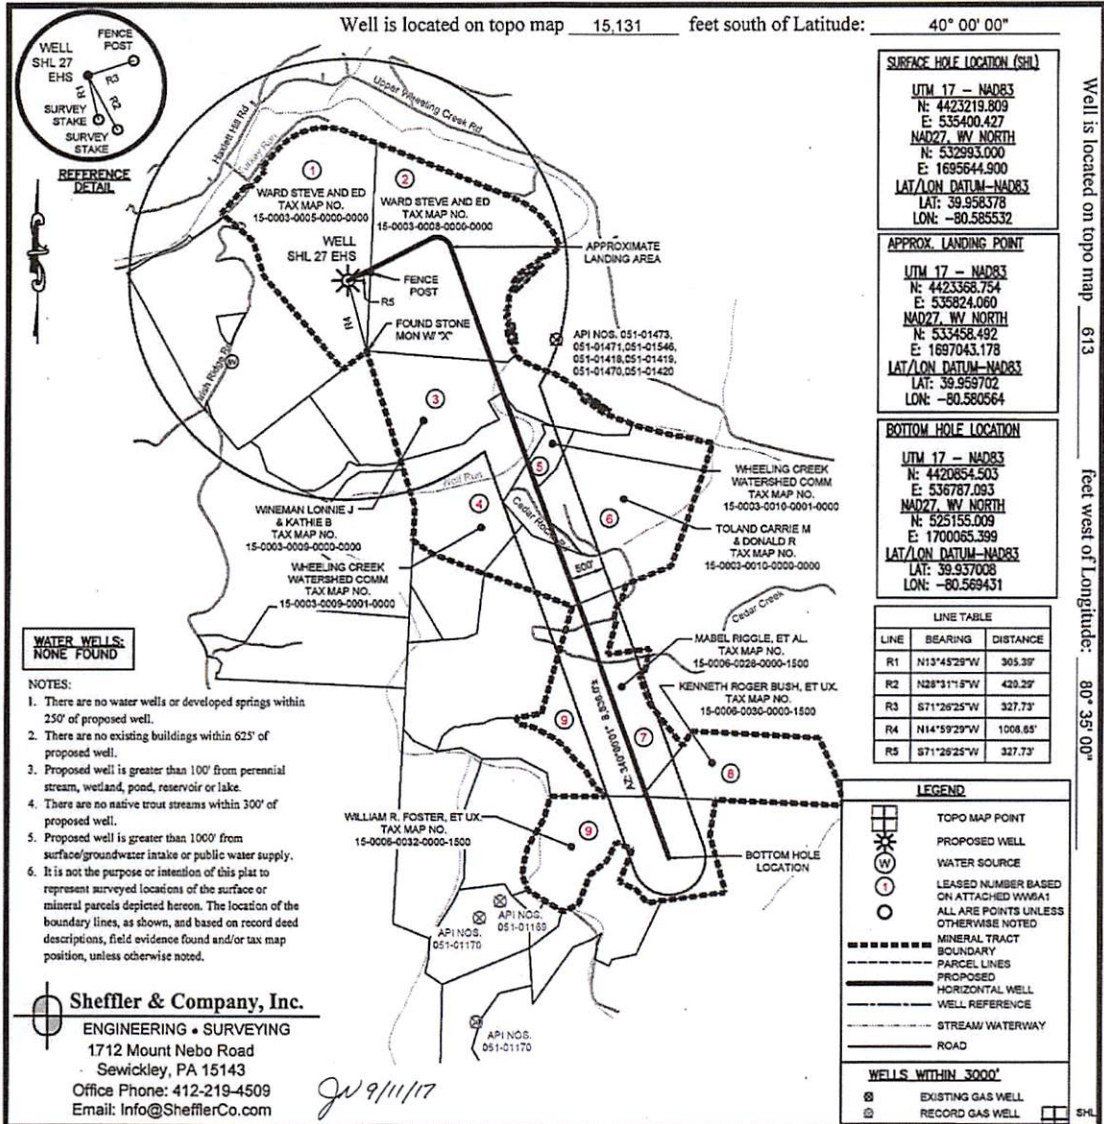 Well is located on topo map 15,131 feet south of Latitude: 40° 00' 00"
Well is located on topo map 613 feet west of Longitude: 80° 35' 00"
WELL
SHL 27
EHS
FENCE
POST
R3
R1
R2
SURVEY
STAKE
SURVEY
STAKE
REFERENCE
DETAIL
Haslett Hill Rd
Upper Wheeling Creek Rd
Turkey Run
1
WARD STEVE AND ED
TAX MAP NO.
15-0003-0005-0000-0000
2
WARD STEVE AND ED
TAX MAP NO.
15-0003-0008-0000-0000
WELL
SHL 27 EHS
APPROXIMATE
LANDING AREA
FENCE
POST
R5
R4
FOUND STONE
MON W/ "X"
API NOS. 051-01473,
051-01471,051-01546,
051-01418,051-01419,
051-01470,051-01420
W
3
5
Wolf Run
WHEELING CREEK
WATERSHED COMM
TAX MAP NO.
15-0003-0010-0001-0000
WINEMAN LONNIE J
& KATHIE B
TAX MAP NO.
15-0003-0009-0000-0000
4
6
TOLAND CARRIE M
& DONALD R
TAX MAP NO.
15-0003-0010-0000-0000
WHEELING CREEK
WATERSHED COMM
TAX MAP NO.
15-0003-0009-0001-0000
500'
Cedar Creek
MABEL RIGGLE, ET AL.
TAX MAP NO.
15-0006-0028-0000-1500
KENNETH ROGER BUSH, ET UX.
TAX MAP NO.
15-0006-0030-0000-1500
9
7
8
WILLIAM R. FOSTER, ET UX.
TAX MAP NO.
15-0006-0032-0000-1500
9
BOTTOM HOLE
LOCATION
API NOS.
051-01169
API NOS.
051-01170
API NOS.
051-01170
SURFACE HOLE LOCATION (SHL)
UTM 17 - NAD83
N: 4423219.809
E: 535400.427
NAD27, WV NORTH
N: 532993.000
E: 1695644.900
LAT/LON DATUM-NAD83
LAT: 39.958378
LON: -80.585532
APPROX. LANDING POINT
UTM 17 - NAD83
N: 4423368.754
E: 535824.060
NAD27, WV NORTH
N: 533458.492
E: 1697043.178
LAT/LON DATUM-NAD83
LAT: 39.959702
LON: -80.580564
BOTTOM HOLE LOCATION
UTM 17 - NAD83
N: 4420854.503
E: 536787.093
NAD27, WV NORTH
N: 525155.009
E: 1700065.399
LAT/LON DATUM-NAD83
LAT: 39.937008
LON: -80.569431
LINE TABLE
LINE BEARING DISTANCE
R1 N13°45'29"W 305.39'
R2 N28°31'15"W 420.29'
R3 S71°26'25"W 327.73'
R4 N14°59'29"W 1008.65'
R5 S71°26'25"W 327.73'
WATER WELLS:
NONE FOUND
NOTES:
1. There are no water wells or developed springs within
250' of proposed well.
2. There are no existing buildings within 625' of
proposed well.
3. Proposed well is greater than 100' from perennial
stream, wetland, pond, reservoir or lake.
4. There are no native trout streams within 300' of
proposed well.
5. Proposed well is greater than 1000' from
surface/groundwater intake or public water supply.
6. It is not the purpose or intention of this plat to
represent surveyed locations of the surface or
mineral parcels depicted hereon. The location of the
boundary lines, as shown, and based on record deed
descriptions, field evidence found and/or tax map
position, unless otherwise noted.
Sheffler & Company, Inc.
ENGINEERING • SURVEYING
1712 Mount Nebo Road
Sewickley, PA 15143
Office Phone: 412-219-4509
Email: Info@ShefflerCo.com
JN 9/11/17
LEGEND
TOPO MAP POINT
PROPOSED WELL
W WATER SOURCE
1 LEASED NUMBER BASED
ON ATTACHED WW6A1
ALL ARE POINTS UNLESS
OTHERWISE NOTED
MINERAL TRACT
BOUNDARY
PARCEL LINES
PROPOSED
HORIZONTAL WELL
WELL REFERENCE
STREAM/ WATERWAY
ROAD
WELLS WITHIN 3000'
EXISTING GAS WELL
RECORD GAS WELL
SHL